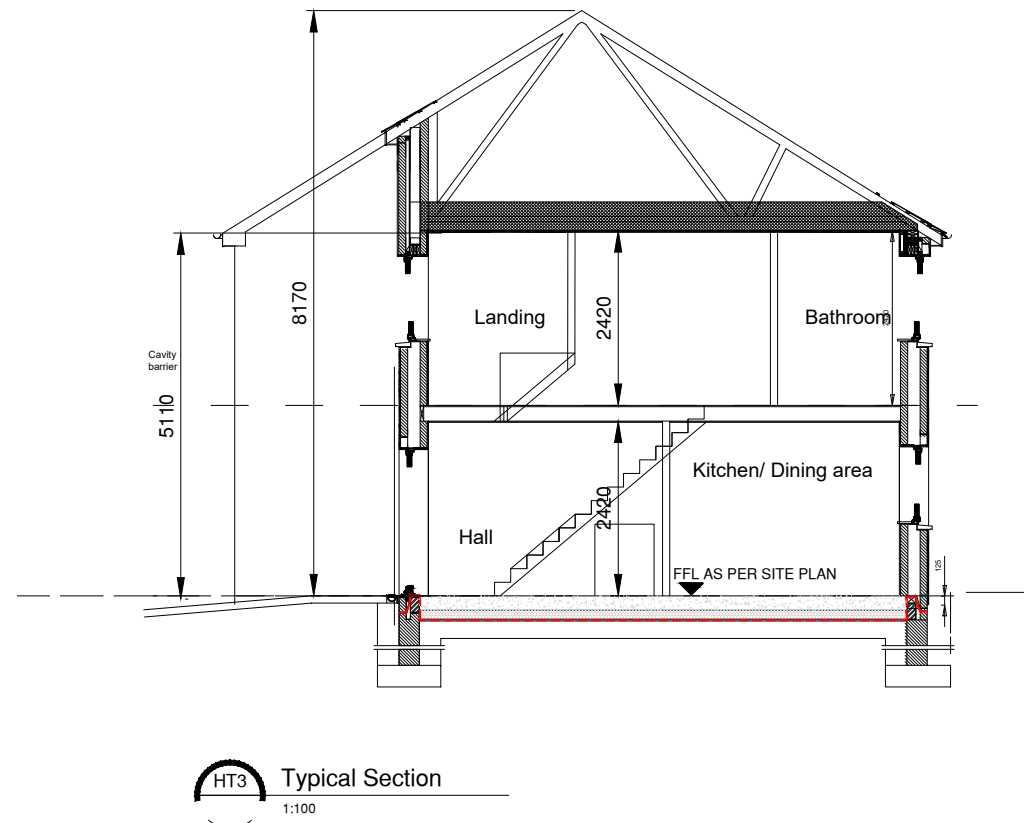 8170
Landing
2420
Bathroom
Cavity
barrier
5110
Kitchen/ Dining area
2420
Hall
FFL AS PER SITE PLAN
125
HT3
Typical Section
1:100